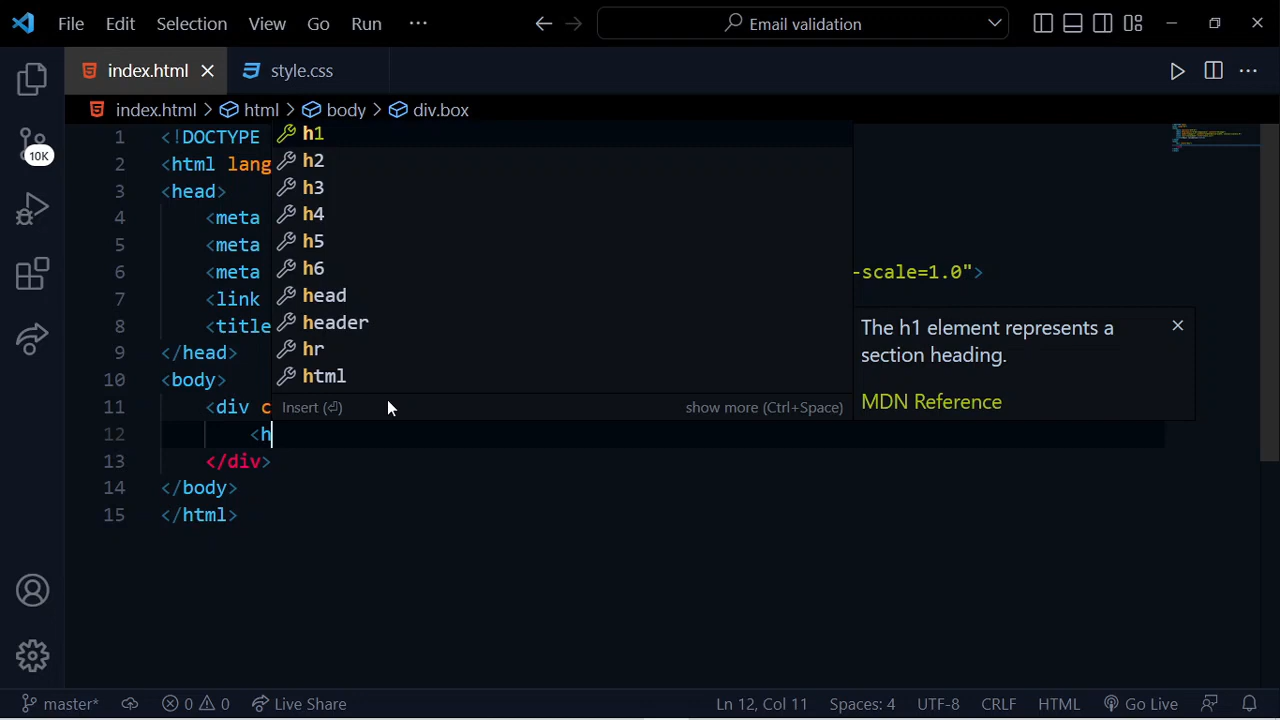 File Edit Selection View Go Run ··· Email validation
index.html style.css
index.html > html > body > div.box
1 <!DOCTYPE
2 <html lang
3 <head>
4 <meta
5 <meta
6 <meta -scale=1.0">
7 <link
8 <title
9 </head>
10 <body>
11 <div c
12 <h
13 </div>
14 </body>
15 </html>
h1
h2
h3
h4
h5
h6
head
header
hr
html
Insert (⏎) show more (Ctrl+Space)
The h1 element represents a
section heading.
MDN Reference
10K
master* 0 0 Live Share Ln 12, Col 11 Spaces: 4 UTF-8 CRLF HTML Go Live